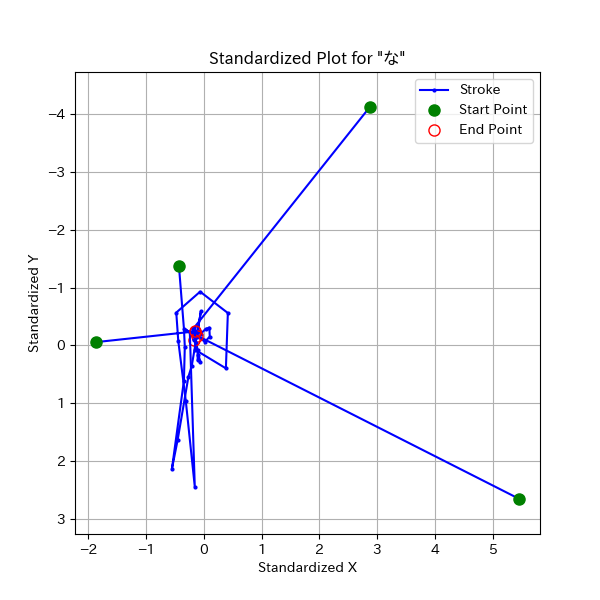 Standardized Plot for "な"
Stroke
Start Point
End Point
−4
−3
−2
−1
0
1
2
3
Standardized Y
−2 −1 0 1 2 3 4 5
Standardized X